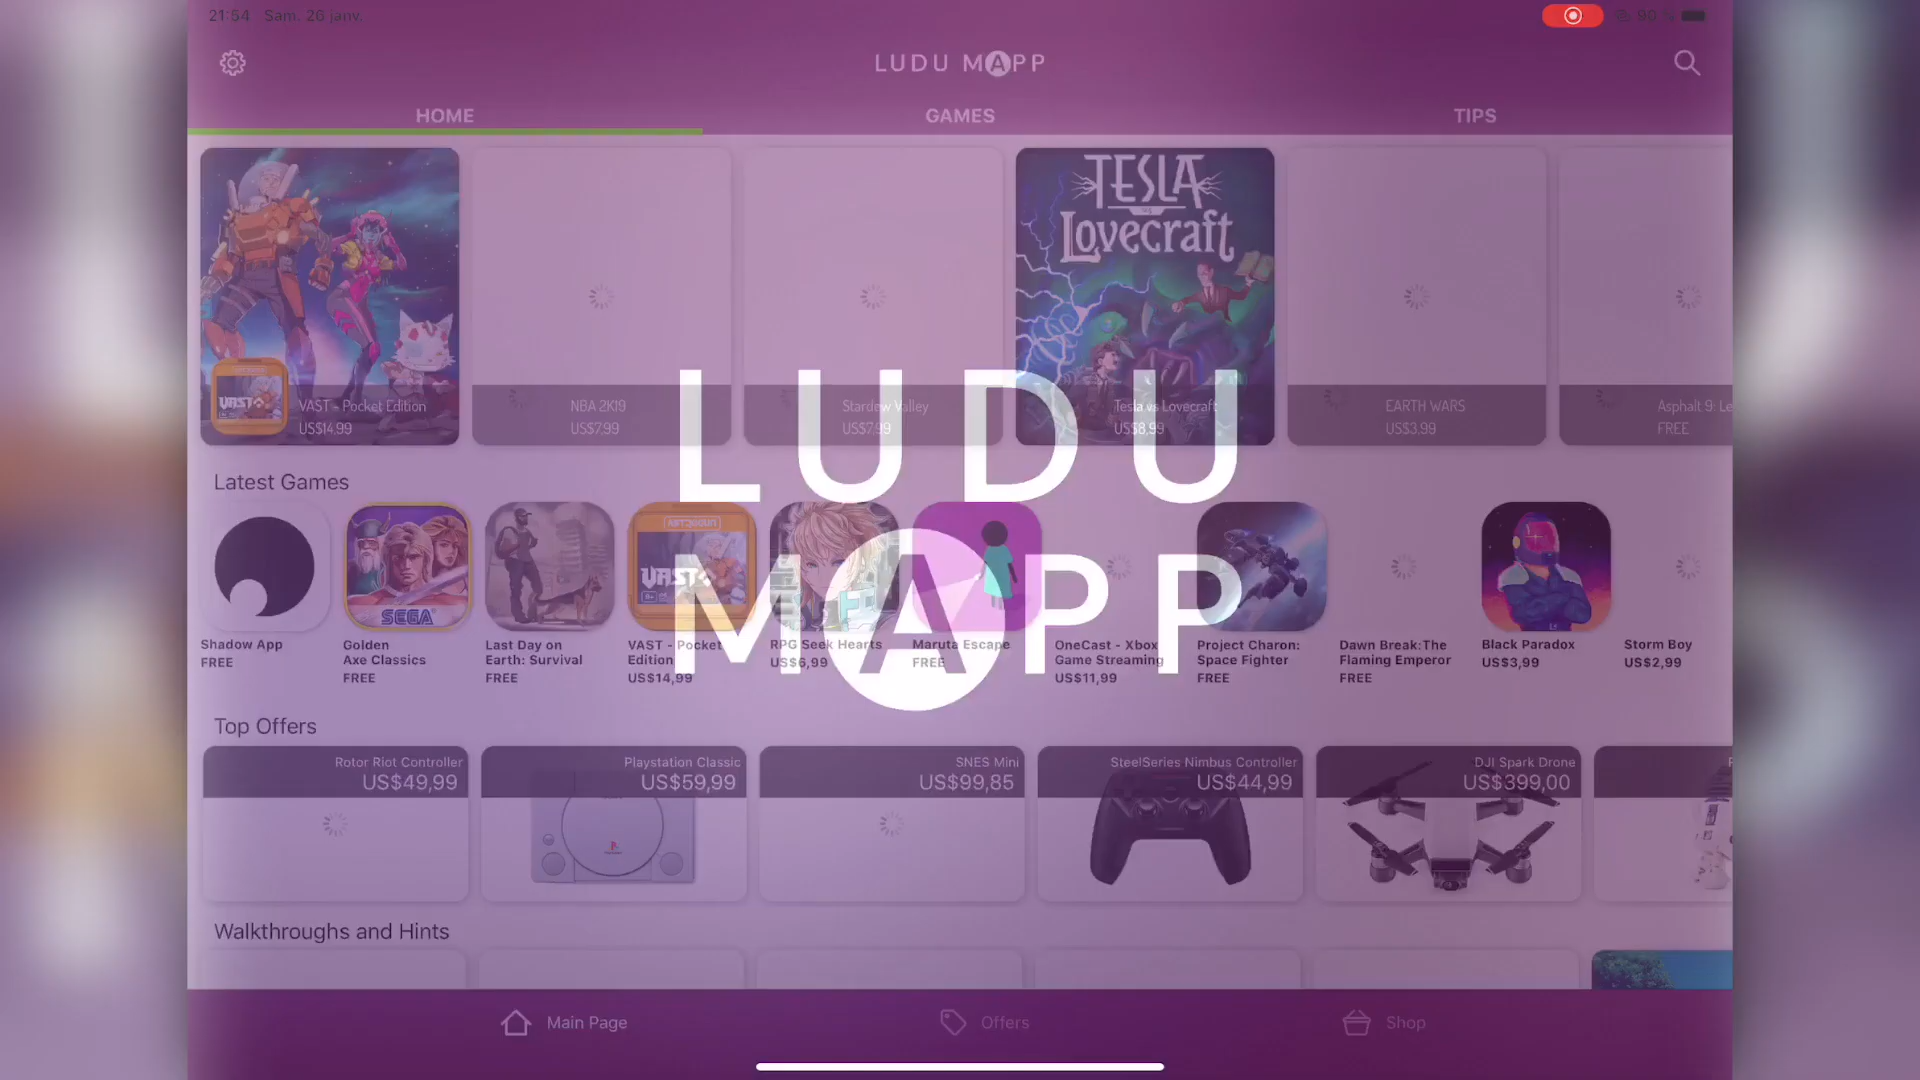 21:54 Sam. 26 janv.
90 %
LUDU MAPP
HOME
GAMES
TIPS
TESLA
VS
Lovecraft
VAST
VAST - Pocket Edition
US$14,99
NBA 2K19
US$7,99
Stardew Valley
US$7,99
Tesla vs Lovecraft
US$8,99
EARTH WARS
US$3,99
Asphalt 9: Le
FREE
LUDU
MAPP
Latest Games
SEGA
VAST
Shadow App
FREE
Golden
Axe Classics
FREE
Last Day on
Earth: Survival
FREE
VAST - Pocket
Edition
US$14,99
RPG Seek Hearts
US$6,99
Maruta Escape
FREE
OneCast - Xbox
Game Streaming
US$11,99
Project Charon:
Space Fighter
FREE
Dawn Break:The
Flaming Emperor
FREE
Black Paradox
US$3,99
Storm Boy
US$2,99
Top Offers
Rotor Riot Controller
US$49,99
Playstation Classic
US$59,99
SNES Mini
US$99,85
SteelSeries Nimbus Controller
US$44,99
DJI Spark Drone
US$399,00
Walkthroughs and Hints
Main Page
Offers
Shop